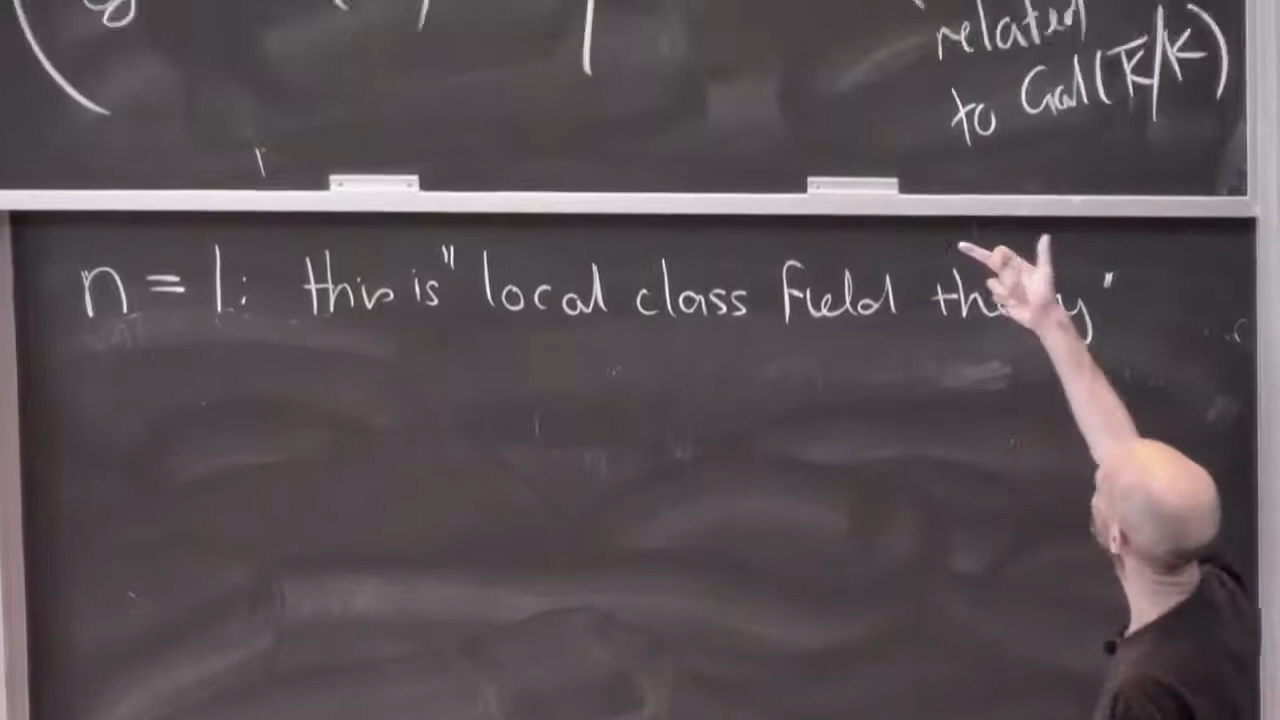 related
to Gal(K̄/K)
n = 1: this is "local class field theory"